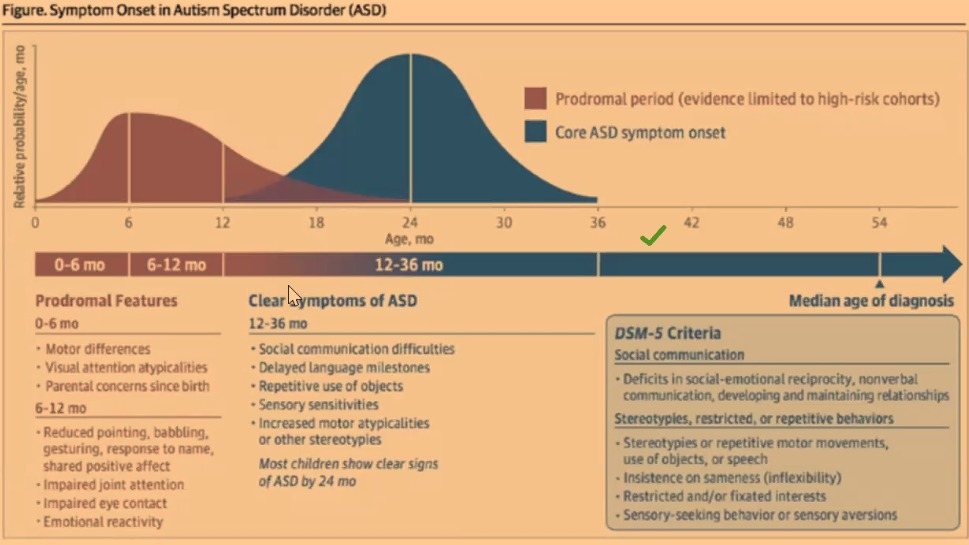 Figure. Symptom Onset in Autism Spectrum Disorder (ASD)
Relative probability/age, mo
Prodromal period (evidence limited to high-risk cohorts)
Core ASD symptom onset
0 6 12 18 24 30 36 42 48 54
Age, mo
0-6 mo 6-12 mo 12-36 mo
Median age of diagnosis
Prodromal Features
0-6 mo
• Motor differences
• Visual attention atypicalities
• Parental concerns since birth
6-12 mo
• Reduced pointing, babbling,
gesturing, response to name,
shared positive affect
• Impaired joint attention
• Impaired eye contact
• Emotional reactivity
Clear symptoms of ASD
12-36 mo
• Social communication difficulties
• Delayed language milestones
• Repetitive use of objects
• Sensory sensitivities
• Increased motor atypicalities
or other stereotypies
Most children show clear signs
of ASD by 24 mo
DSM-5 Criteria
Social communication
• Deficits in social-emotional reciprocity, nonverbal
communication, developing and maintaining relationships
Stereotypes, restricted, or repetitive behaviors
• Stereotypies or repetitive motor movements,
use of objects, or speech
• Insistence on sameness (inflexibility)
• Restricted and/or fixated interests
• Sensory-seeking behavior or sensory aversions